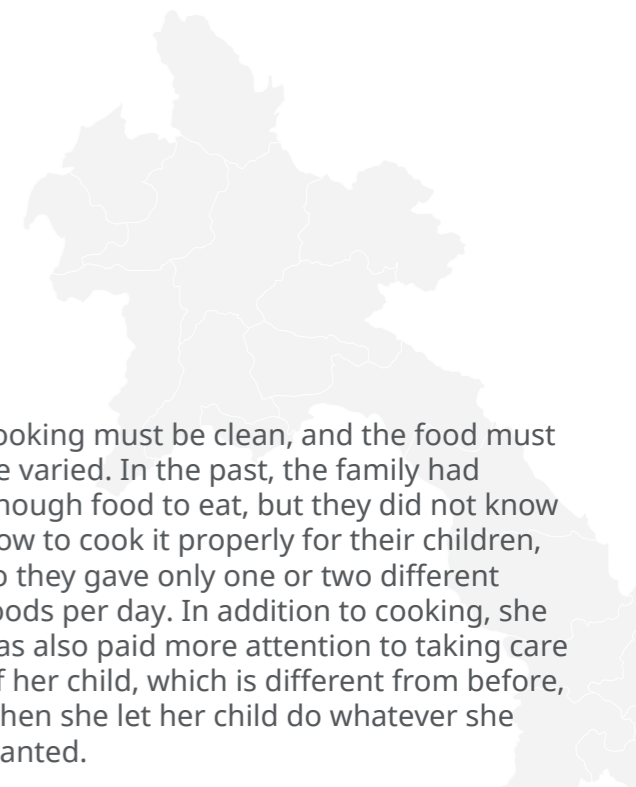 ooking must be clean, and the food must
e varied. In the past, the family had
nough food to eat, but they did not know
ow to cook it properly for their children,
o they gave only one or two different
oods per day. In addition to cooking, she
as also paid more attention to taking care
f her child, which is different from before,
hen she let her child do whatever she
anted.